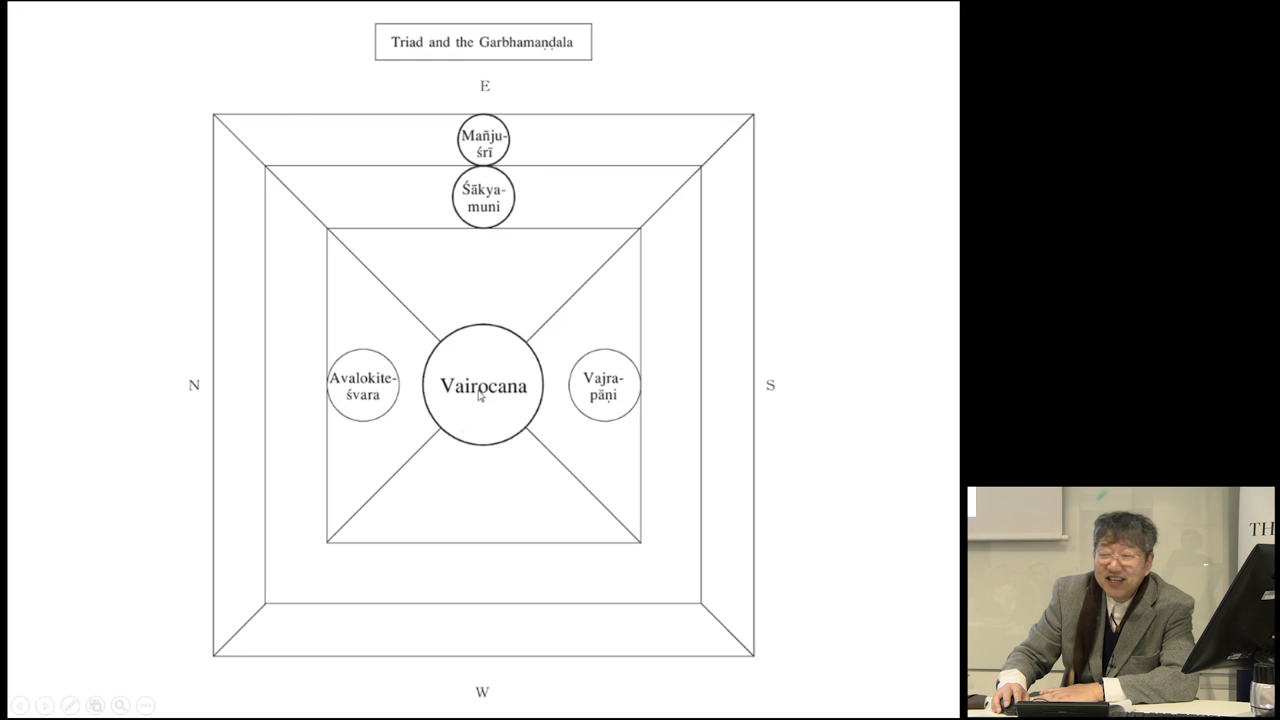 Triad and the Garbhamaṇḍala
E
Mañju-
śrī
Śākya-
muni
N
Avalokite-
śvara
Vairocana
Vajra-
pāṇi
S
W
TH